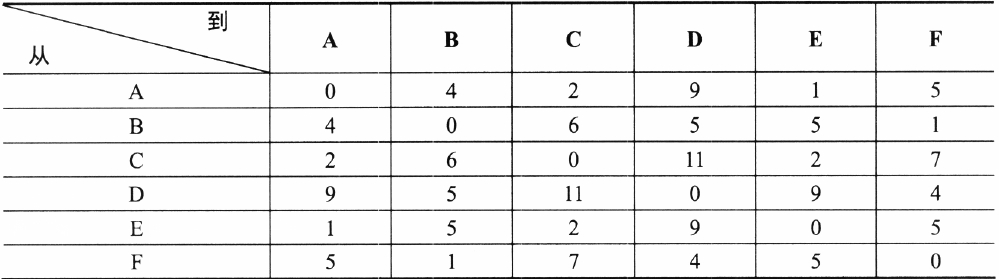 到
从 A B C D E F
A 0 4 2 9 1 5
B 4 0 6 5 5 1
C 2 6 0 11 2 7
D 9 5 11 0 9 4
E 1 5 2 9 0 5
F 5 1 7 4 5 0